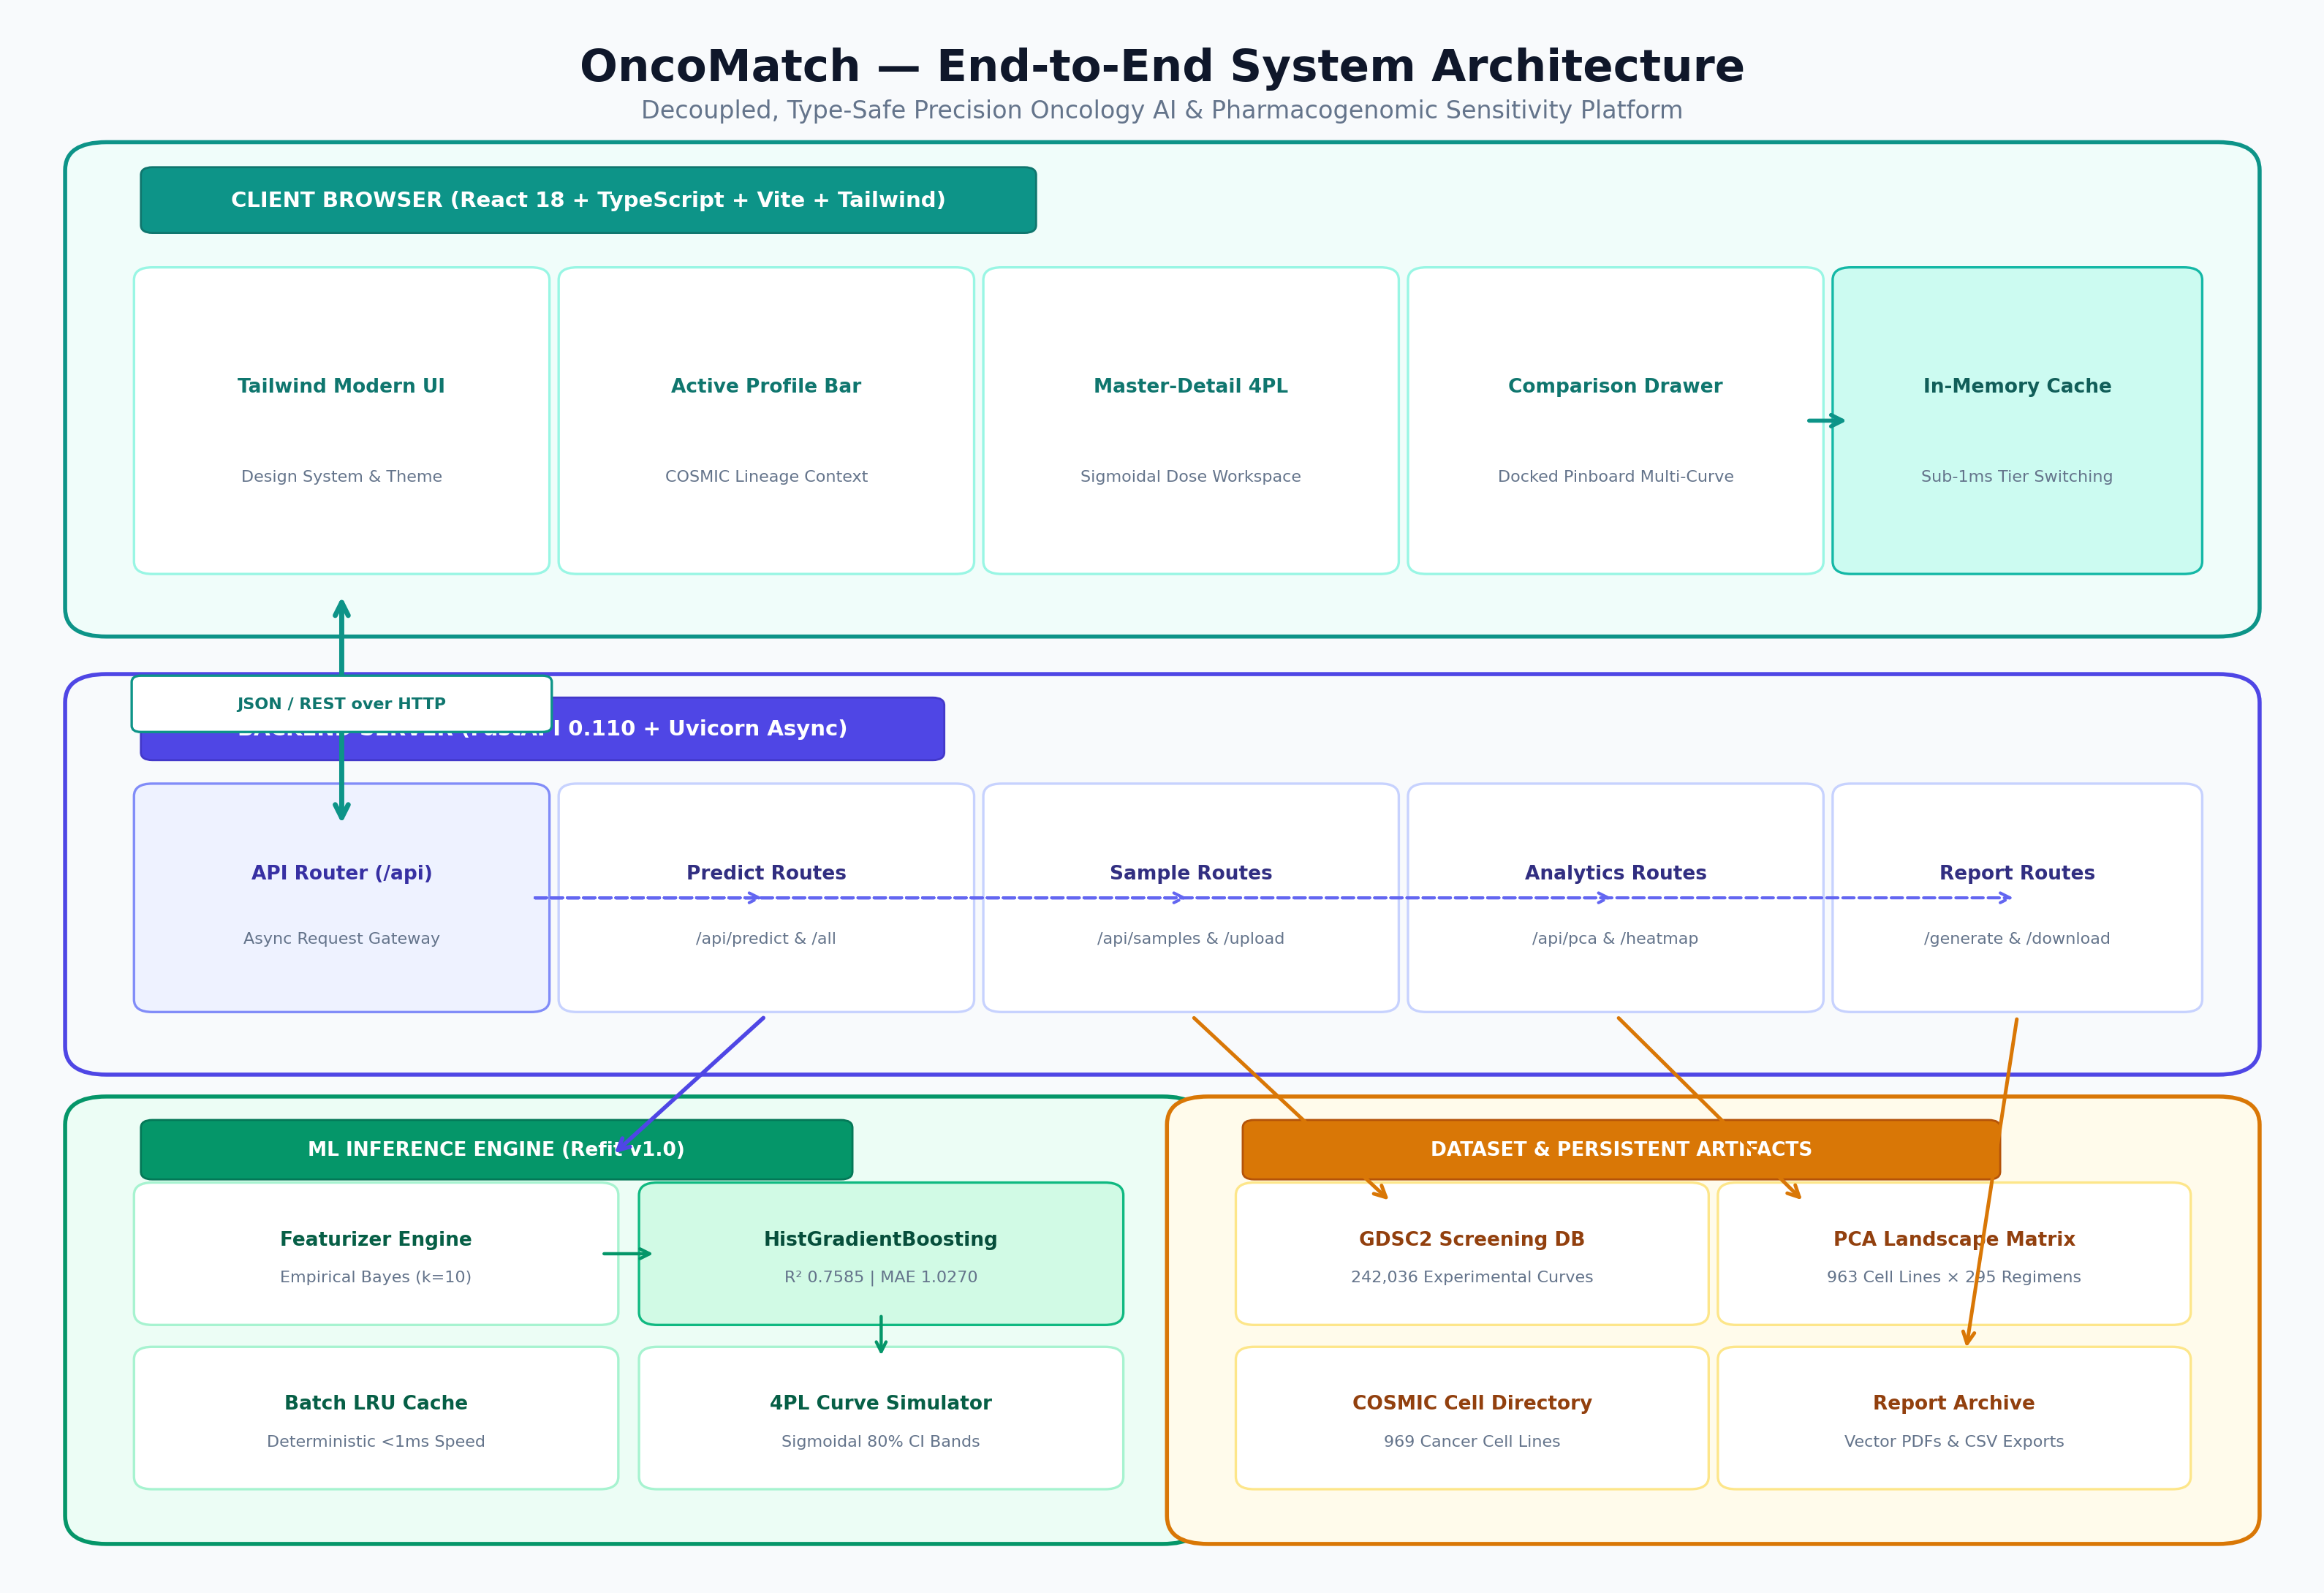 OncoMatch — End-to-End System Architecture
Decoupled, Type-Safe Precision Oncology AI & Pharmacogenomic Sensitivity Platform
CLIENT BROWSER (React 18 + TypeScript + Vite + Tailwind)
Tailwind Modern UI
Design System & Theme
Active Profile Bar
COSMIC Lineage Context
Master-Detail 4PL
Sigmoidal Dose Workspace
Comparison Drawer
Docked Pinboard Multi-Curve
In-Memory Cache
Sub-1ms Tier Switching
JSON / REST over HTTP
BACKEND SERVER (FastAPI 0.110 + Uvicorn Async)
API Router (/api)
Async Request Gateway
Predict Routes
/api/predict & /all
Sample Routes
/api/samples & /upload
Analytics Routes
/api/pca & /heatmap
Report Routes
/generate & /download
ML INFERENCE ENGINE (Refit v1.0)
Featurizer Engine
Empirical Bayes (k=10)
HistGradientBoosting
R² 0.7585 | MAE 1.0270
Batch LRU Cache
Deterministic <1ms Speed
4PL Curve Simulator
Sigmoidal 80% CI Bands
DATASET & PERSISTENT ARTIFACTS
GDSC2 Screening DB
242,036 Experimental Curves
PCA Landscape Matrix
963 Cell Lines × 295 Regimens
COSMIC Cell Directory
969 Cancer Cell Lines
Report Archive
Vector PDFs & CSV Exports